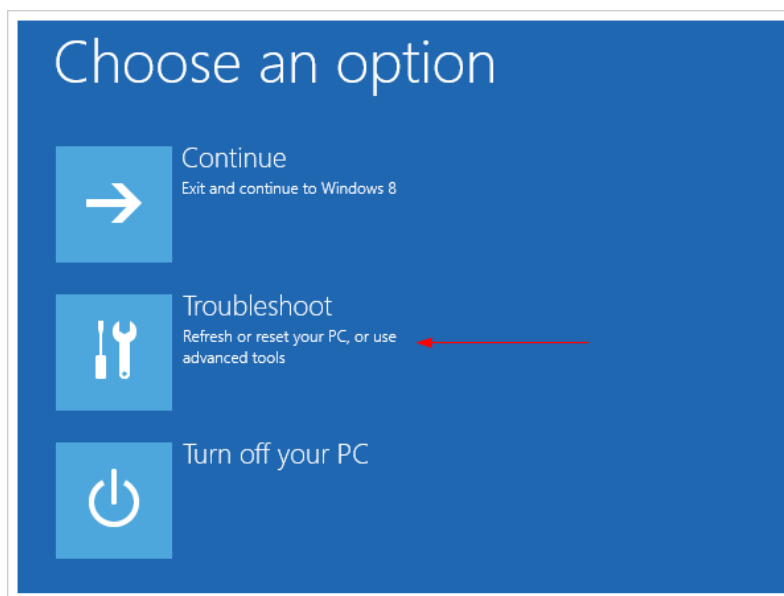 Choose an option
Continue
Exit and continue to Windows 8
Troubleshoot
Refresh or reset your PC, or use
advanced tools
Turn off your PC